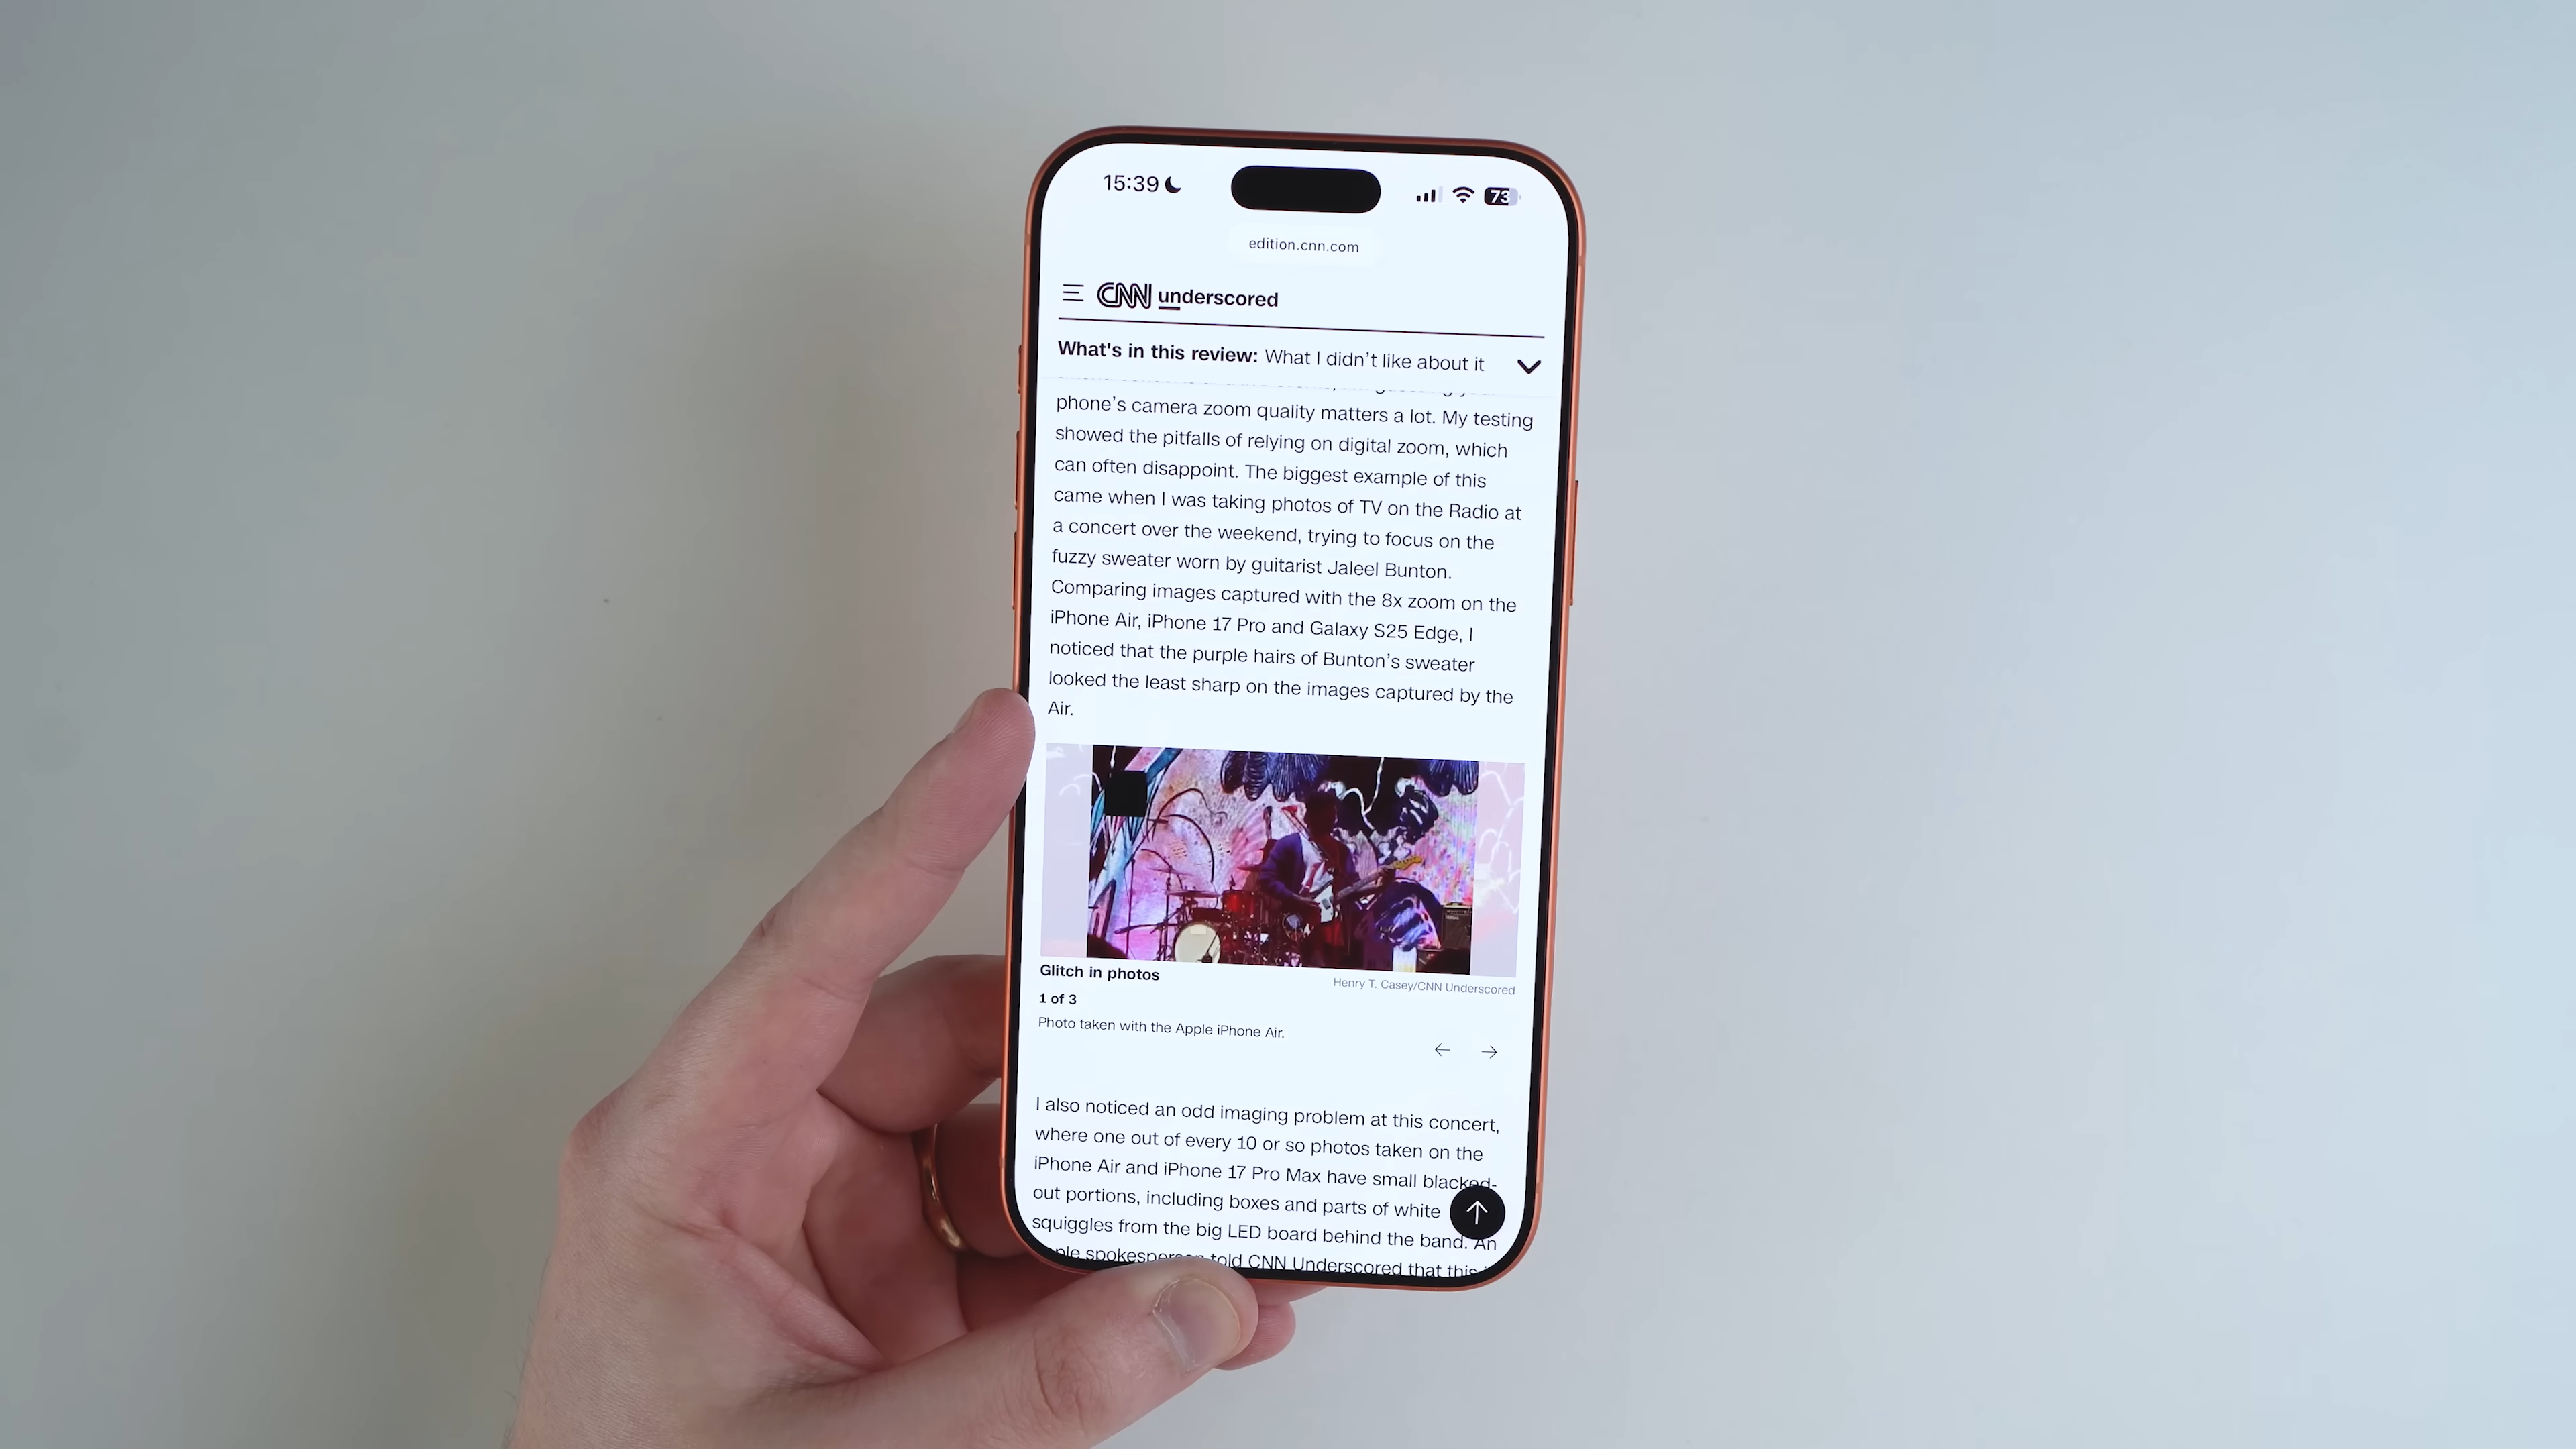 15:39
73
edition.cnn.com
CNN underscored
What's in this review: What I didn't like about it
phone's camera zoom quality matters a lot. My testing
showed the pitfalls of relying on digital zoom, which
can often disappoint. The biggest example of this
came when I was taking photos of TV on the Radio at
a concert over the weekend, trying to focus on the
fuzzy sweater worn by guitarist Jaleel Bunton.
Comparing images captured with the 8x zoom on the
iPhone Air, iPhone 17 Pro and Galaxy S25 Edge, I
noticed that the purple hairs of Bunton's sweater
looked the least sharp on the images captured by the
Air.
Glitch in photos
Henry T. Casey/CNN Underscored
1 of 3
Photo taken with the Apple iPhone Air.
I also noticed an odd imaging problem at this concert,
where one out of every 10 or so photos taken on the
iPhone Air and iPhone 17 Pro Max have small blacked-
out portions, including boxes and parts of white
squiggles from the big LED board behind the band. An
told CNN Underscored that this